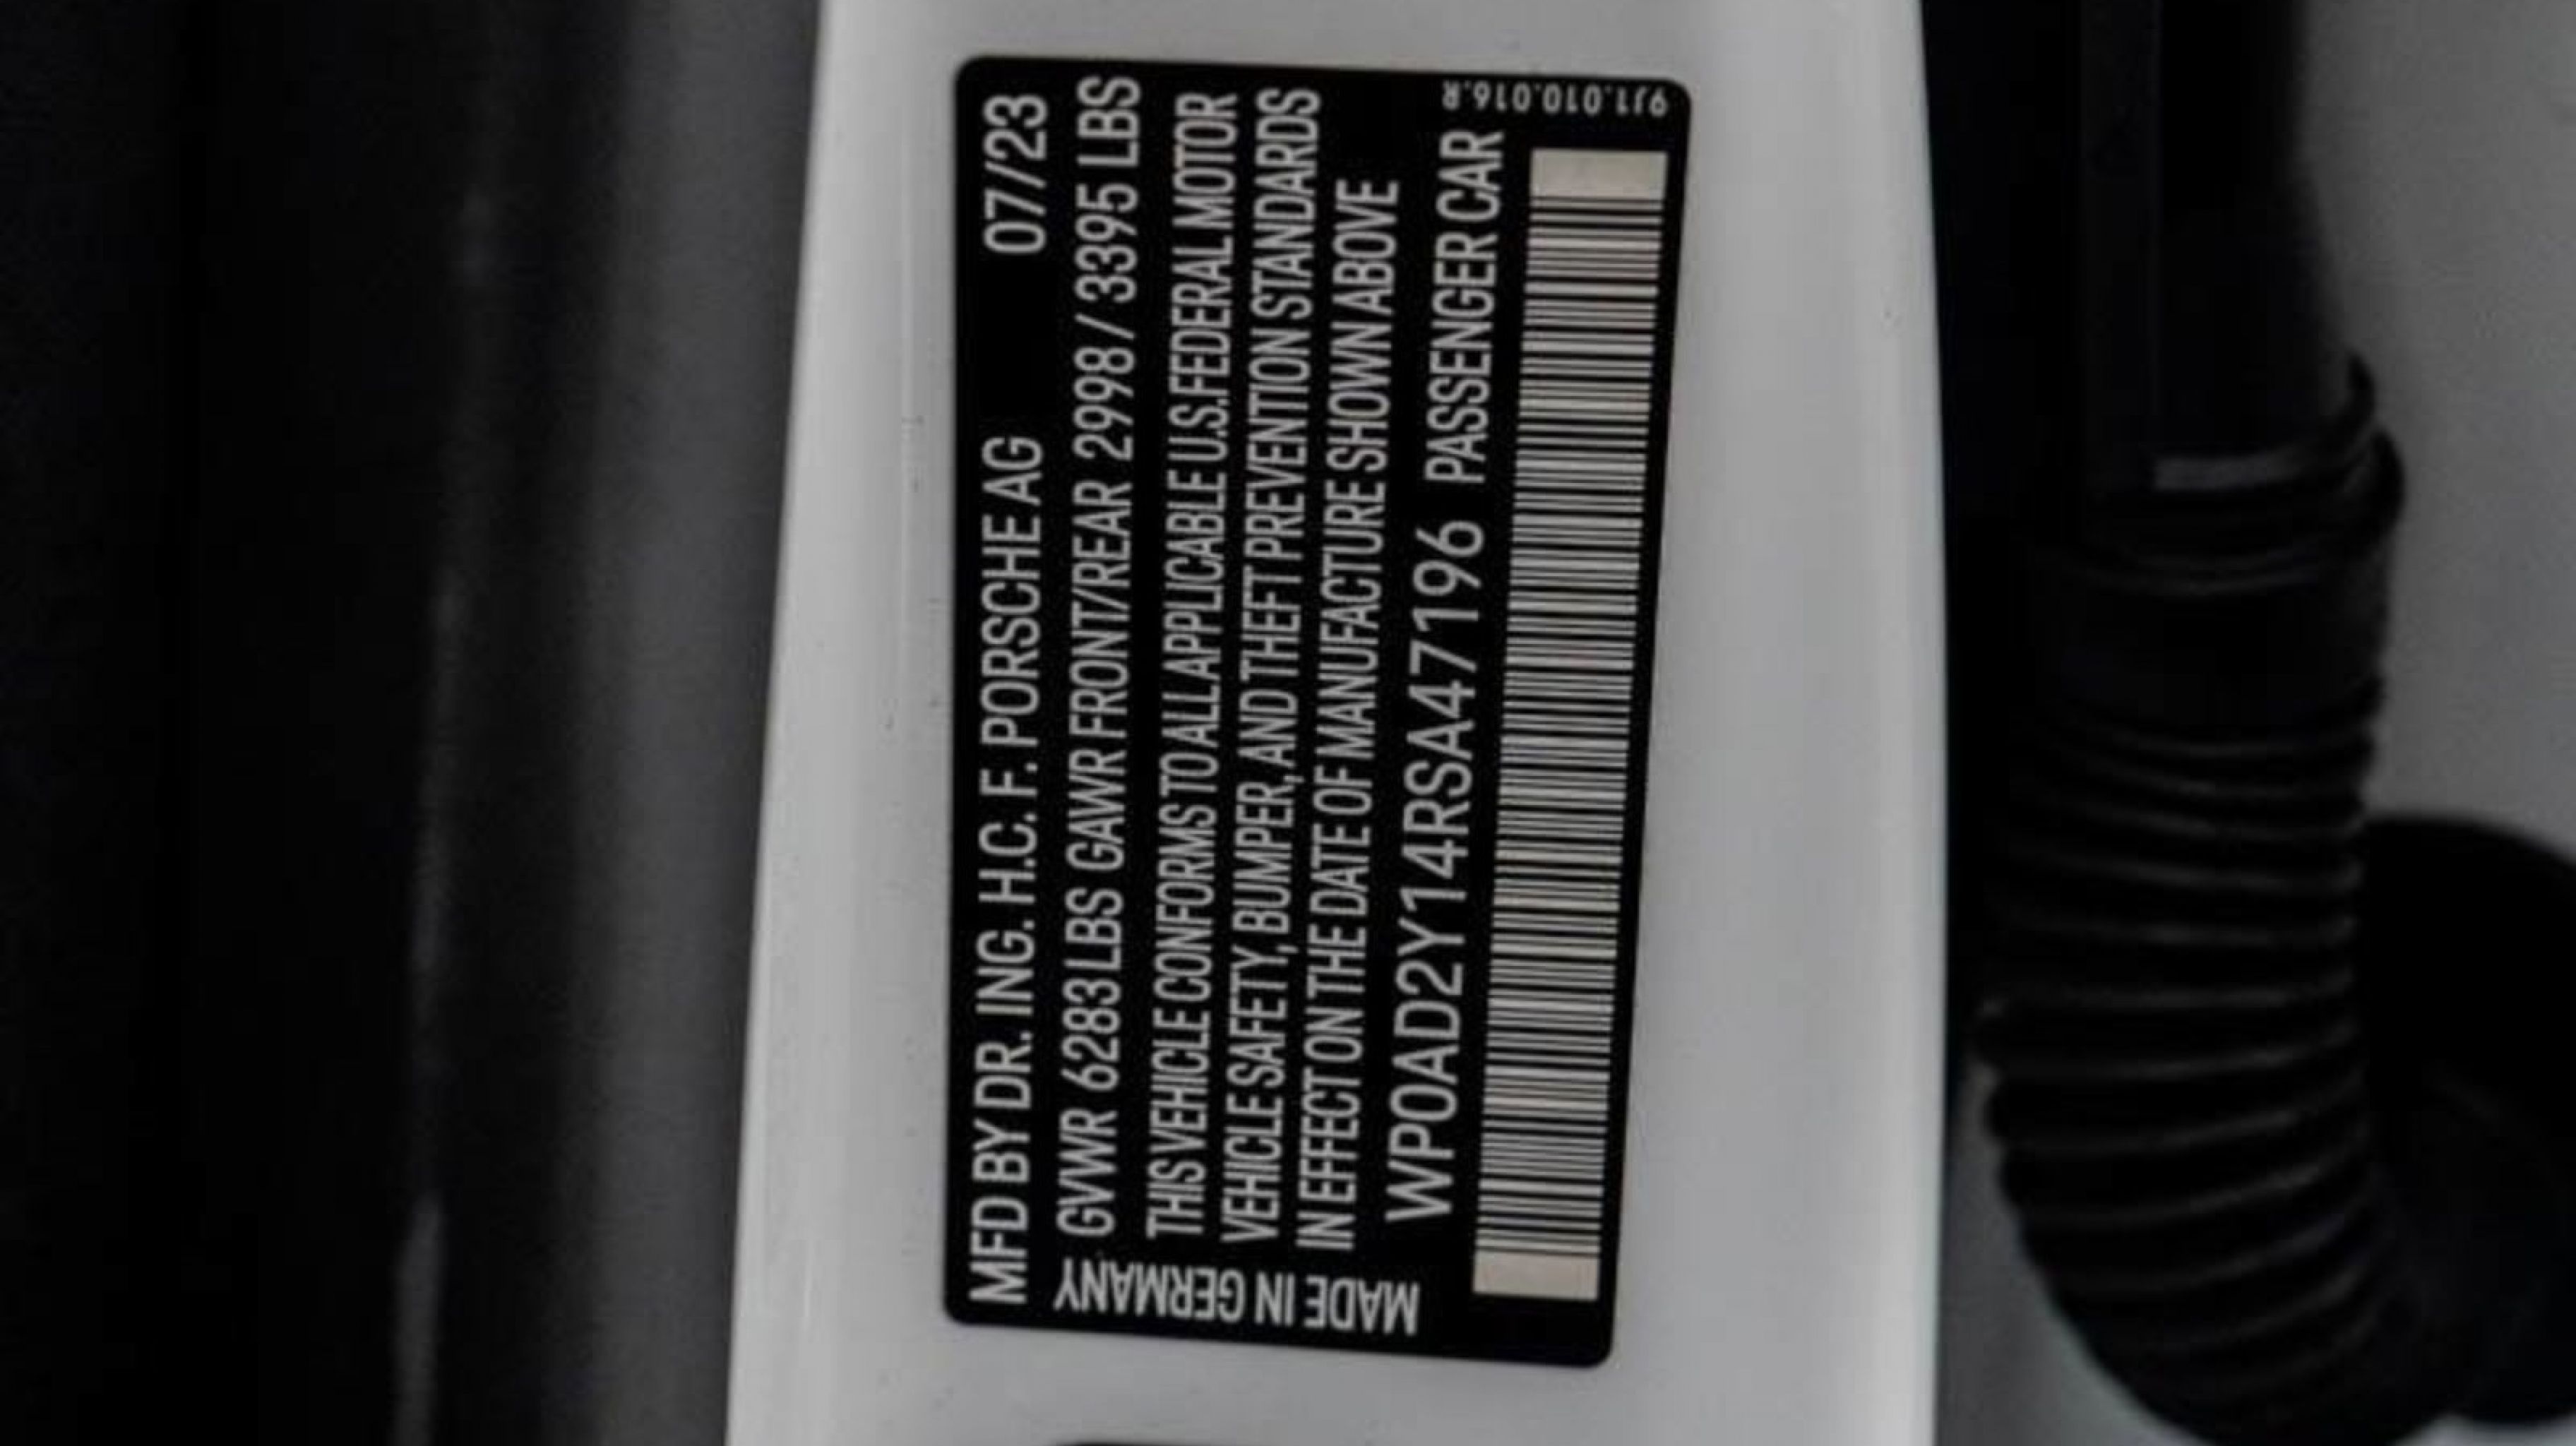 MFD BY DR. ING. H.C. F. PORSCHE AG 07/23
GVWR 6283 LBS GAWR FRONT/REAR 2998 / 3395 LBS
THIS VEHICLE CONFORMS TO ALL APPLICABLE U.S. FEDERAL MOTOR
VEHICLE SAFETY, BUMPER, AND THEFT PREVENTION STANDARDS
IN EFFECT ON THE DATE OF MANUFACTURE SHOWN ABOVE
WP0AD2Y14RSA47196 PASSENGER CAR
MADE IN GERMANY
9J1.010.016.R